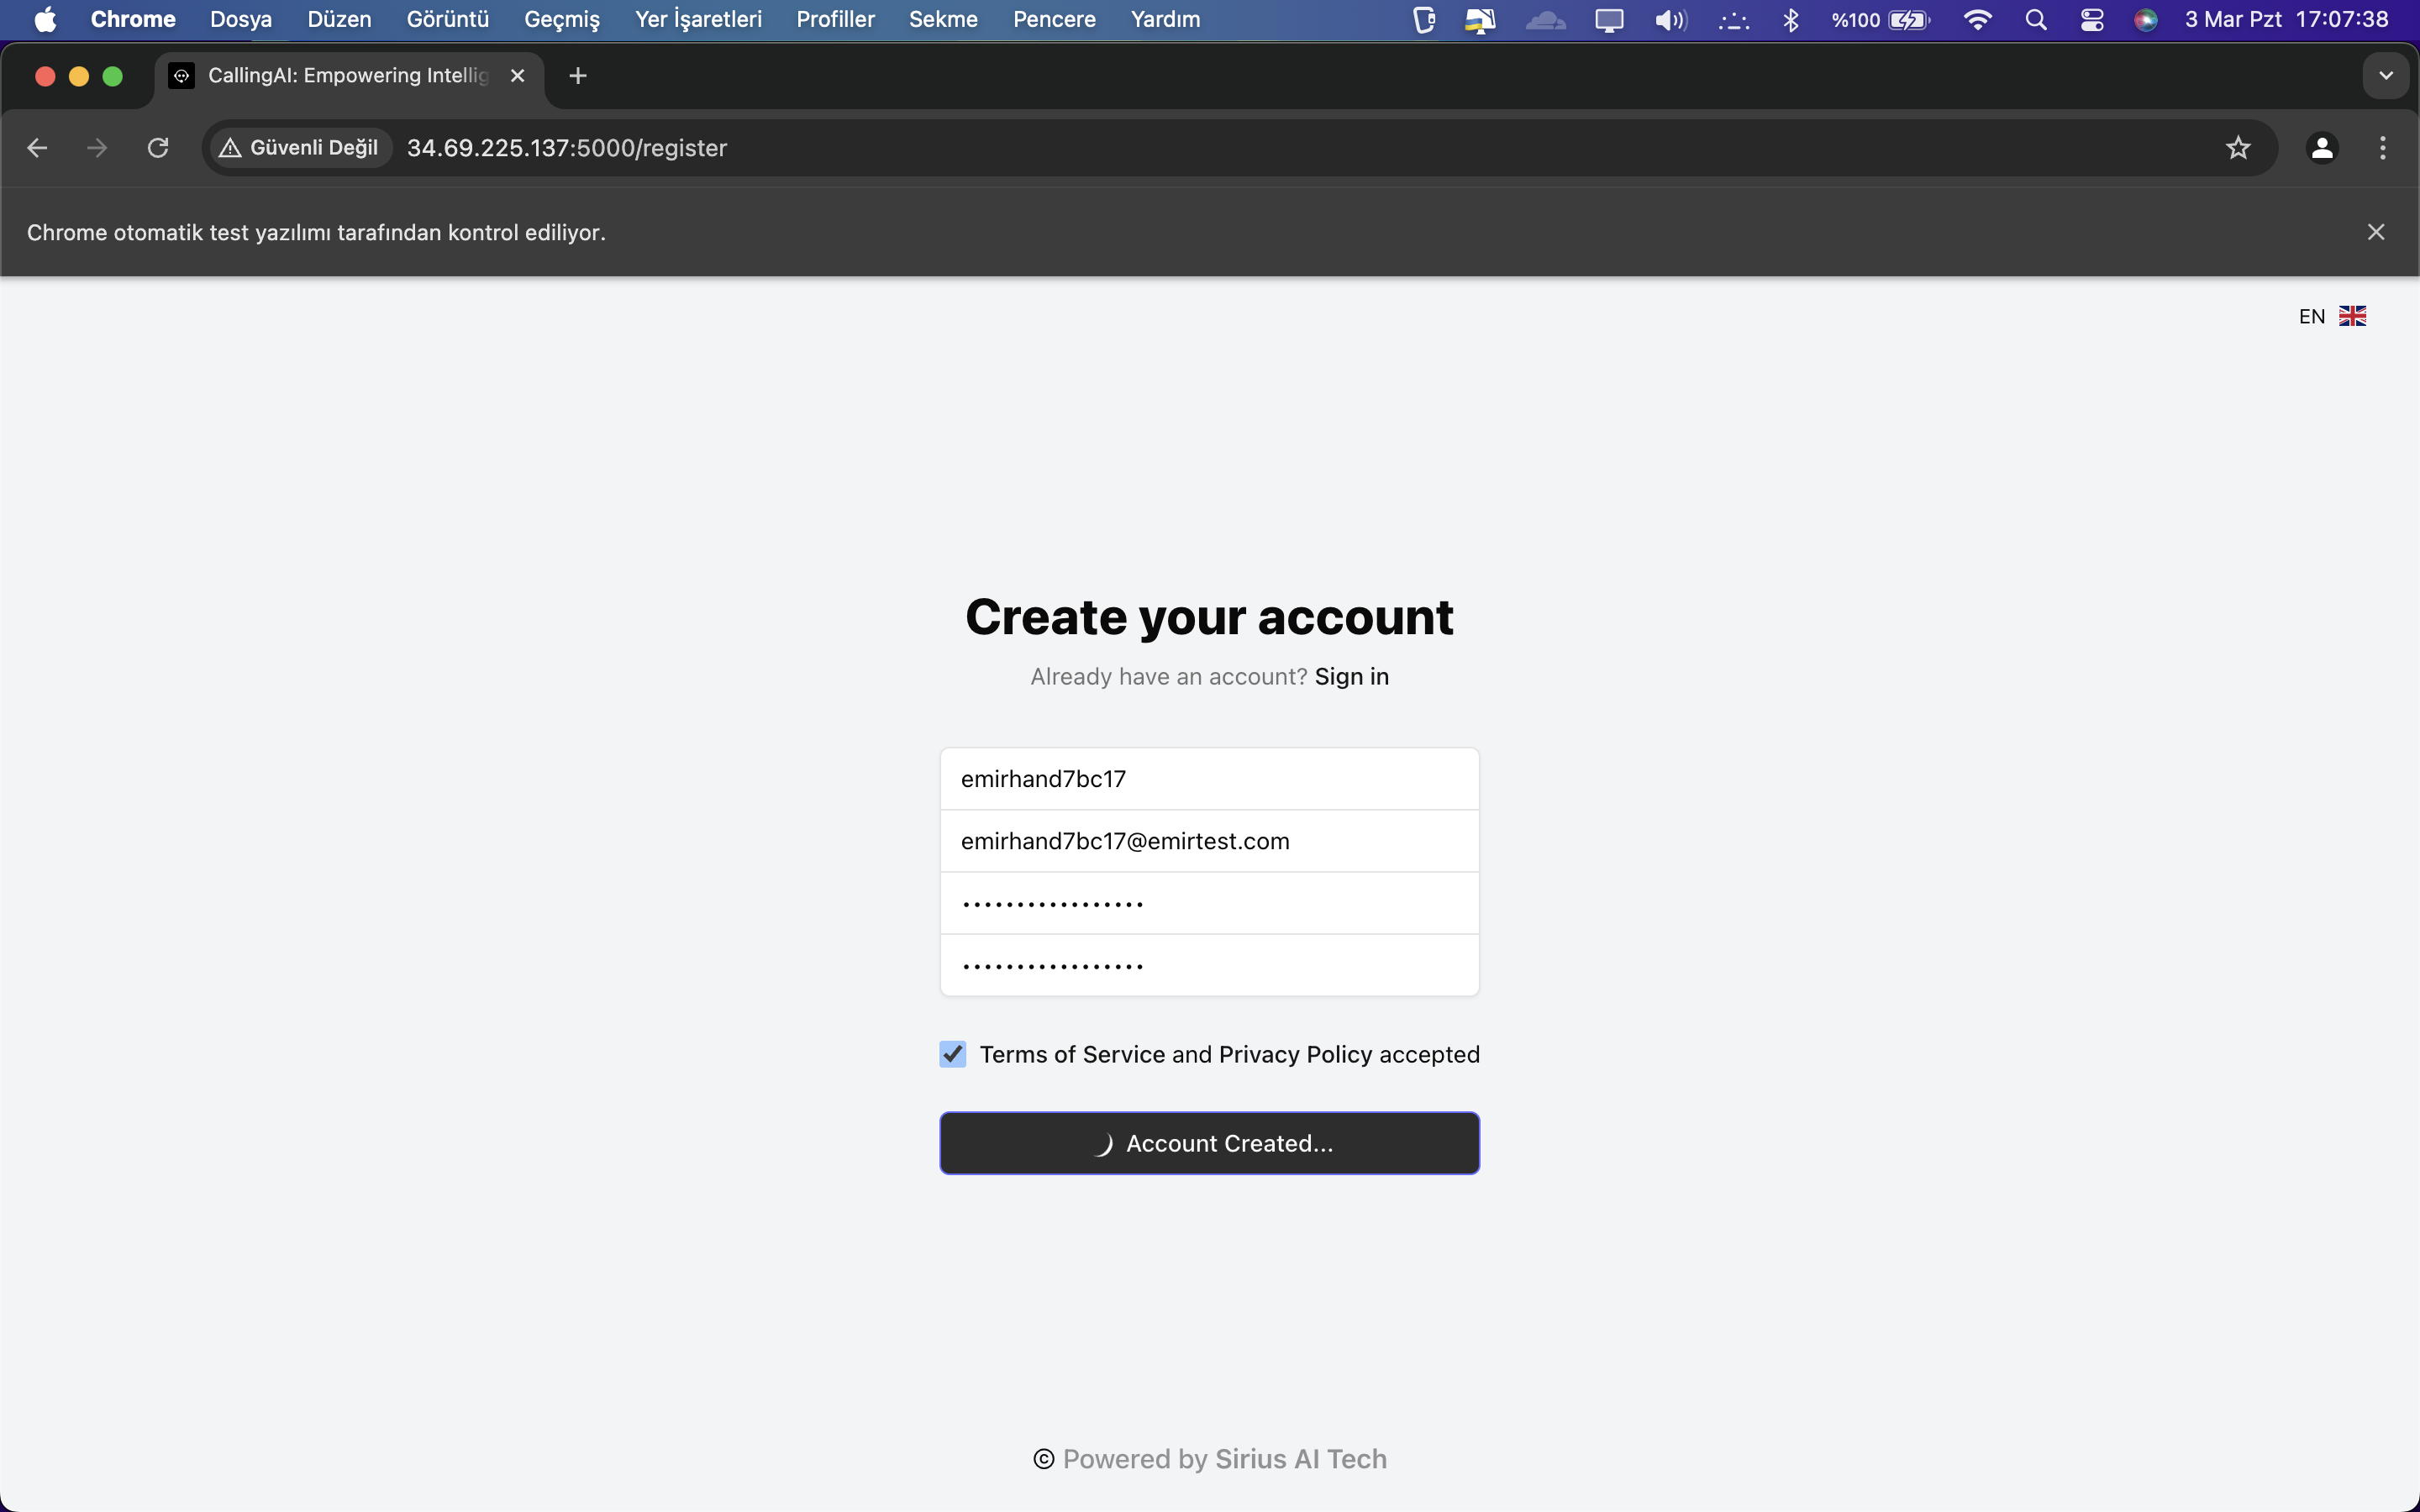 Chrome Dosya Düzen Görüntü Geçmiş Yer İşaretleri Profiller Sekme Pencere Yardım %100 3 Mar Pzt 17:07:38
CallingAI: Empowering Intellig
Güvenli Değil 34.69.225.137:5000/register
Chrome otomatik test yazılımı tarafından kontrol ediliyor.
EN
Create your account
Already have an account? Sign in
emirhand7bc17
emirhand7bc17@emirtest.com
•••••••••••••••••
•••••••••••••••••
Terms of Service and Privacy Policy accepted
Account Created...
© Powered by Sirius AI Tech